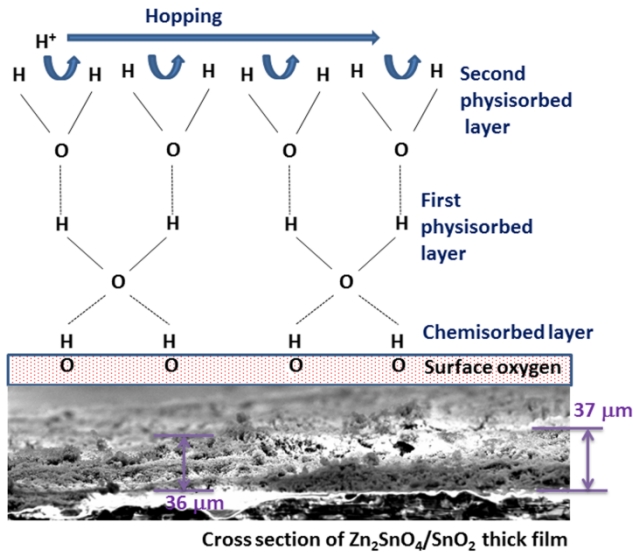 Hopping
H⁺
H H H H H H H H
Second
physisorbed
layer
O O O O
H H H H
First
physisorbed
layer
O O
H H H H
Chemisorbed layer
O O O O Surface oxygen
37 µm
36 µm
Cross section of Zn₂SnO₄/SnO₂ thick film